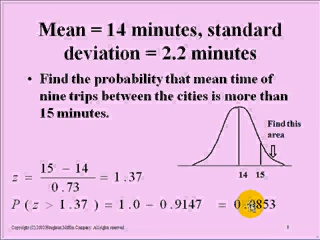 Mean = 14 minutes, standard
deviation = 2.2 minutes
• Find the probability that mean time of
nine trips between the cities is more than
15 minutes.
Find this
area
14 15
z = (15 − 14) / 0.73 = 1.37
P(z > 1.37) = 1.0 − 0.9147 = 0.0853